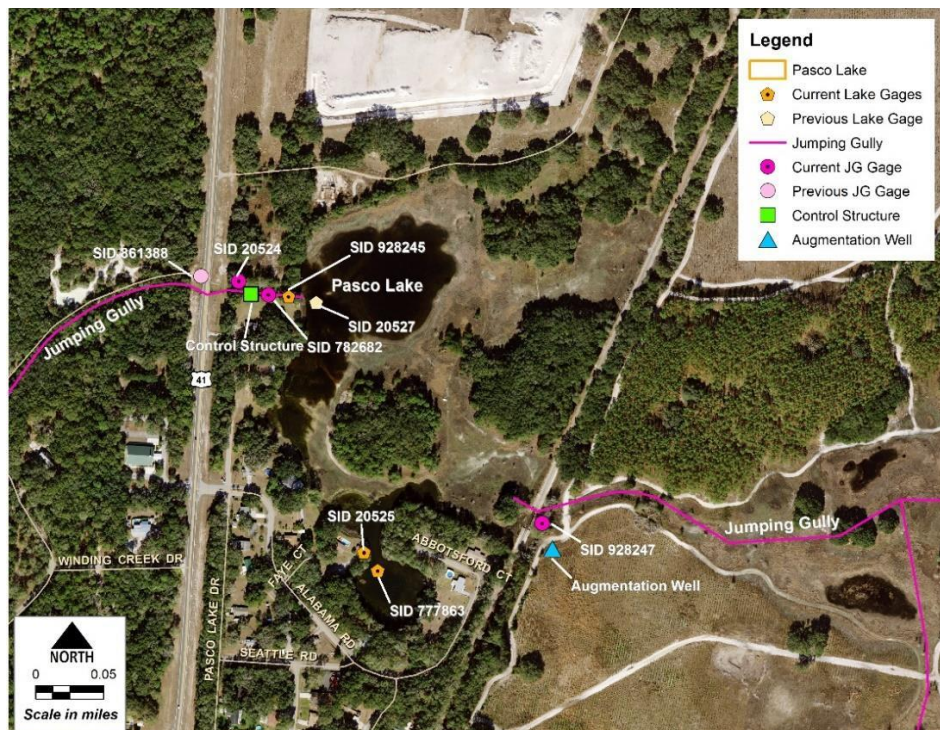 Legend
Pasco Lake
Current Lake Gages
Previous Lake Gage
Jumping Gully
Current JG Gage
Previous JG Gage
Control Structure
Augmentation Well
SID 861388
SID 20524
SID 928245
Pasco Lake
SID 20527
Jumping Gully
Control Structure
SID 782682
41
SID 20525
ABBOTSFORD CT
Jumping Gully
SID 928247
WINDING CREEK DR
FAYE CT
Augmentation Well
SID 777863
ALABAMA RD
PASCO LAKE DR
SEATTLE RD
NORTH
0 0.05
Scale in miles